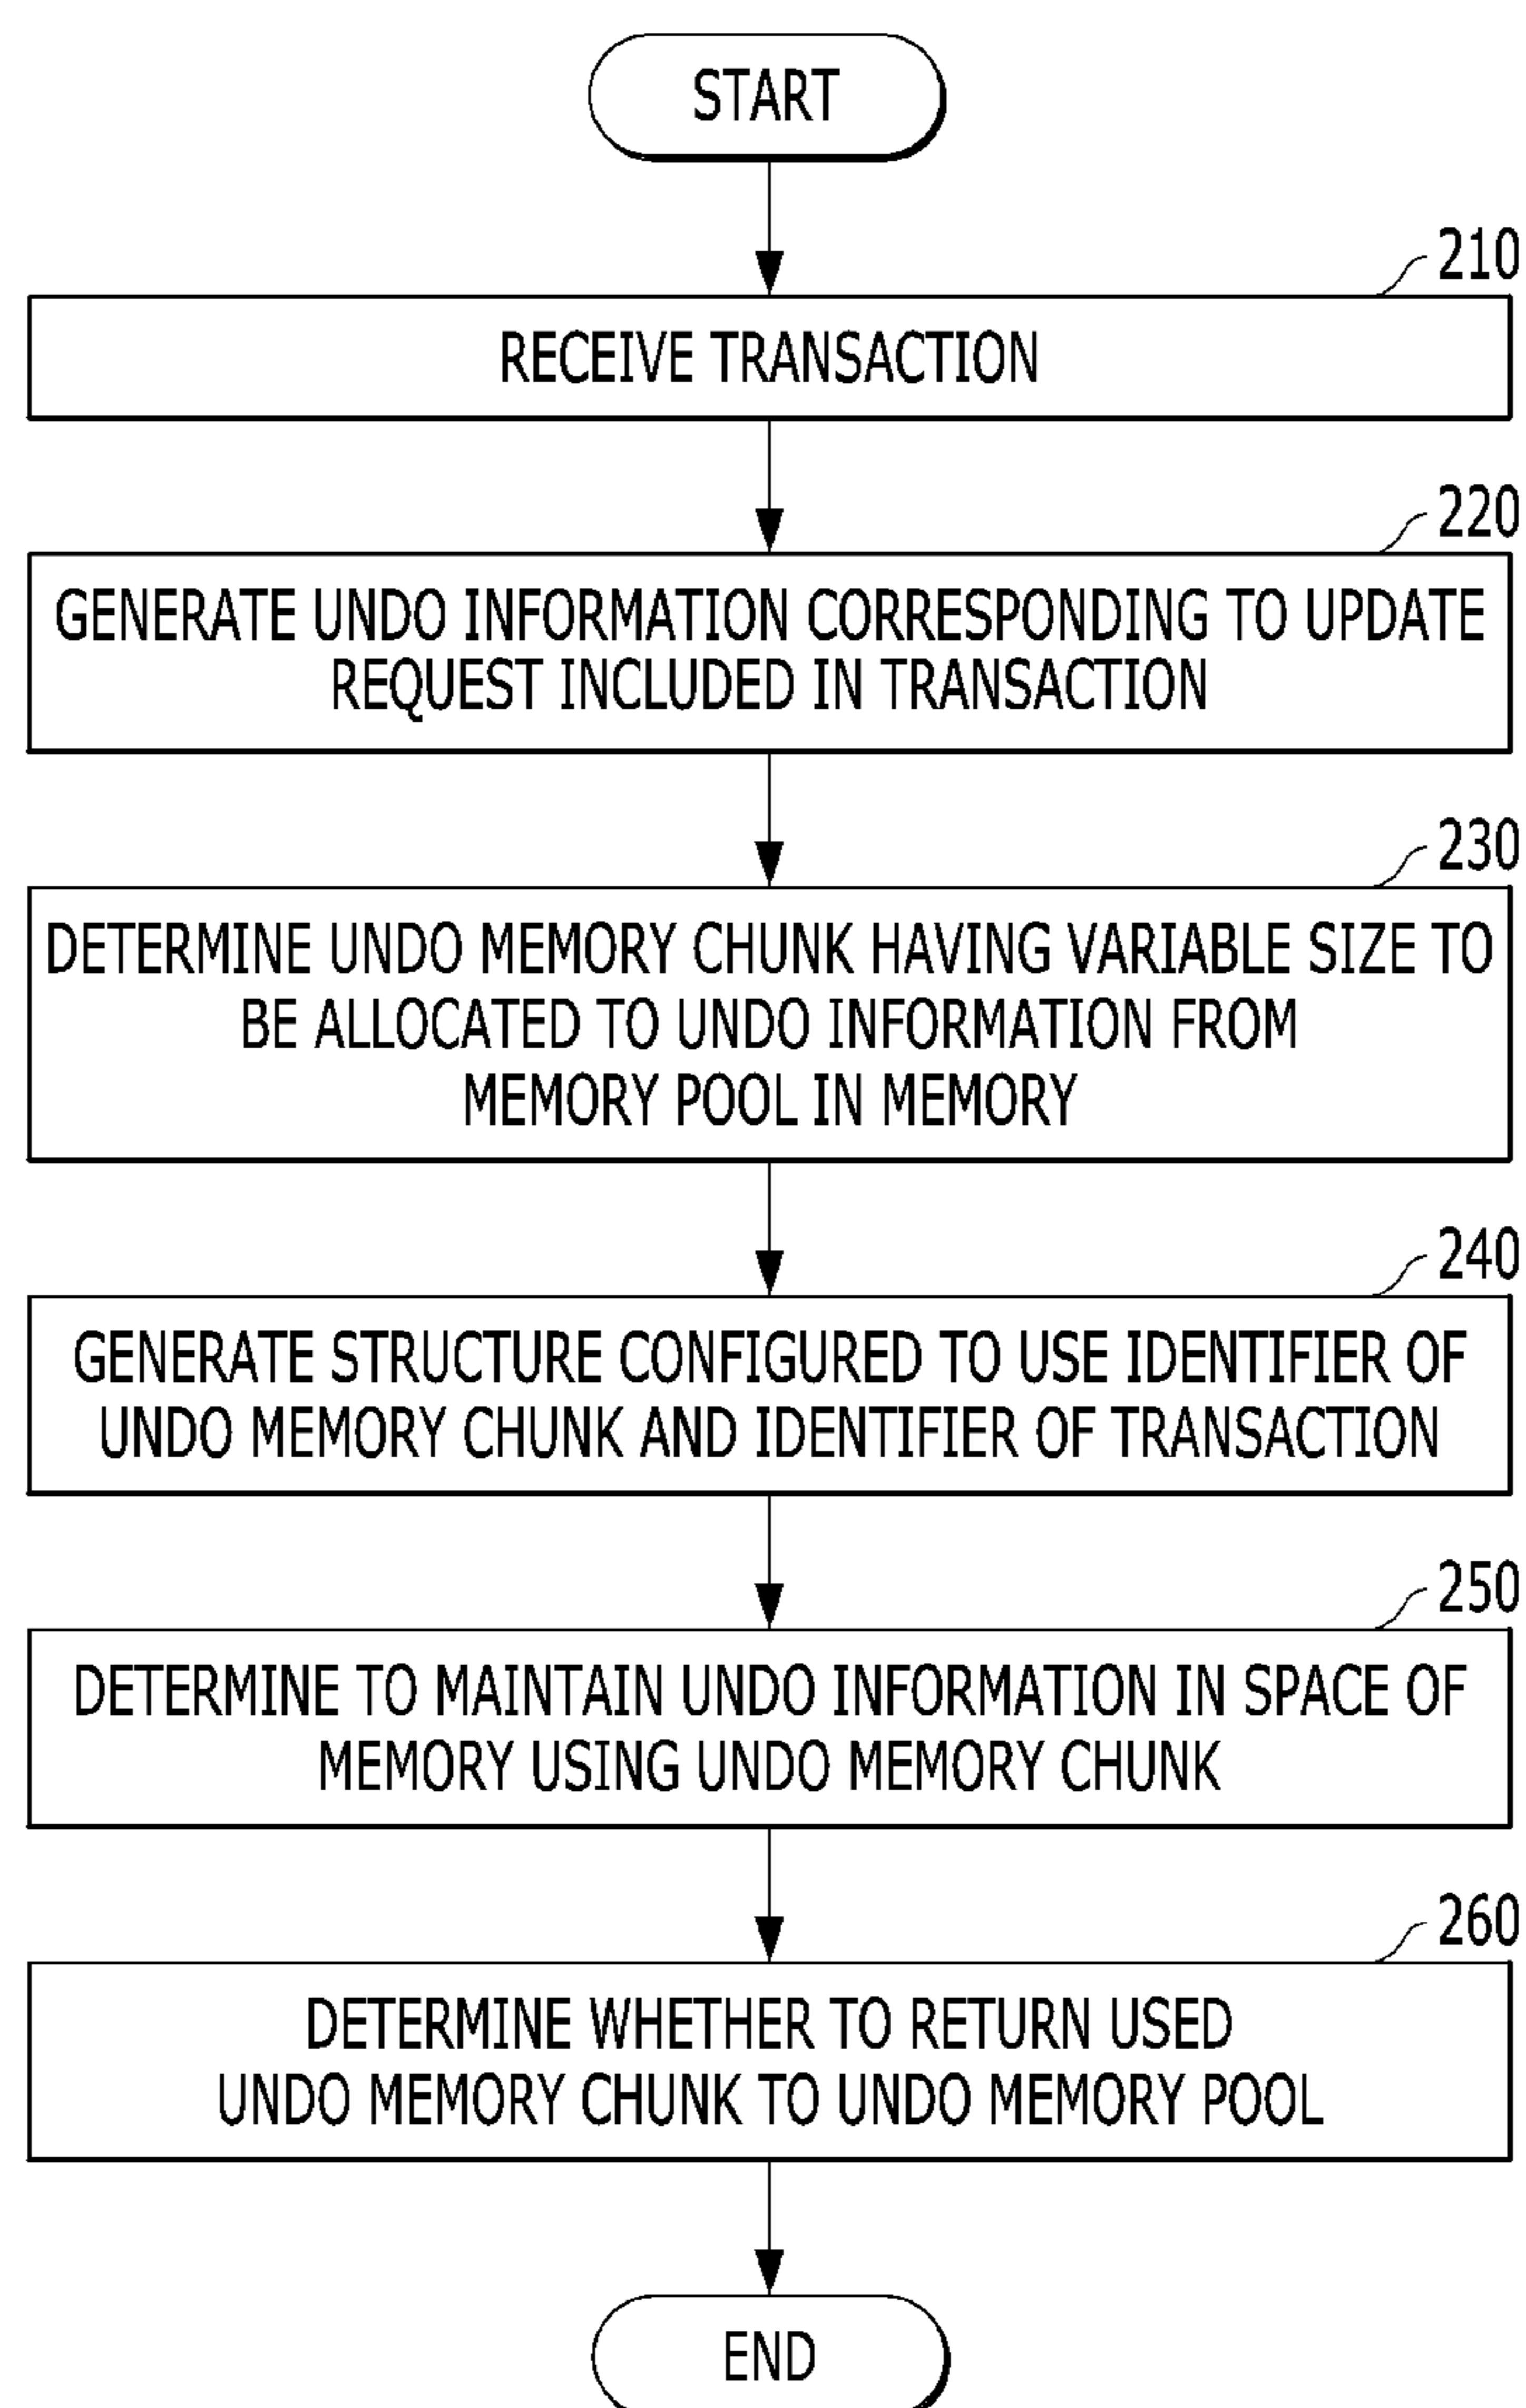 START
210
RECEIVE TRANSACTION
220
GENERATE UNDO INFORMATION CORRESPONDING TO UPDATE
REQUEST INCLUDED IN TRANSACTION
230
DETERMINE UNDO MEMORY CHUNK HAVING VARIABLE SIZE TO
BE ALLOCATED TO UNDO INFORMATION FROM
MEMORY POOL IN MEMORY
240
GENERATE STRUCTURE CONFIGURED TO USE IDENTIFIER OF
UNDO MEMORY CHUNK AND IDENTIFIER OF TRANSACTION
250
DETERMINE TO MAINTAIN UNDO INFORMATION IN SPACE OF
MEMORY USING UNDO MEMORY CHUNK
260
DETERMINE WHETHER TO RETURN USED
UNDO MEMORY CHUNK TO UNDO MEMORY POOL
END